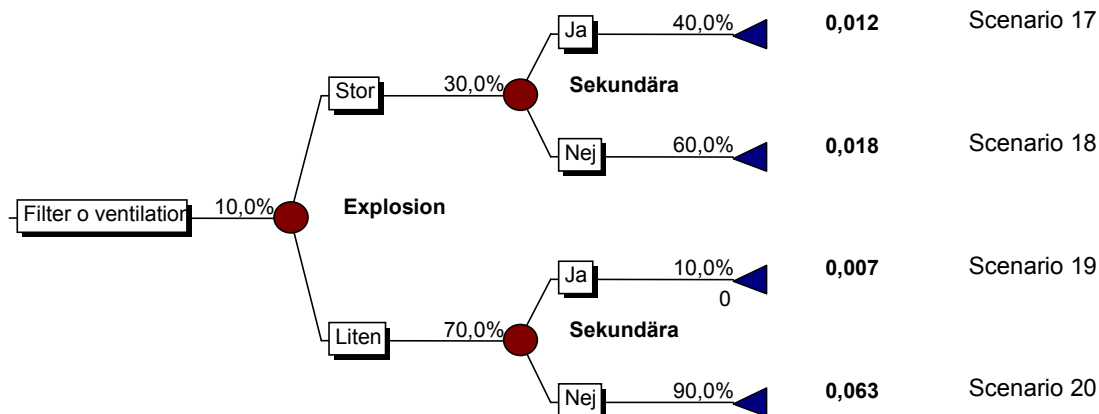 Ja 40,0% 0,012 Scenario 17
Stor 30,0% Sekundära
Nej 60,0% 0,018 Scenario 18
Filter o ventilation 10,0% Explosion
Ja 10,0% 0,007 Scenario 19
0
Liten 70,0% Sekundära
Nej 90,0% 0,063 Scenario 20